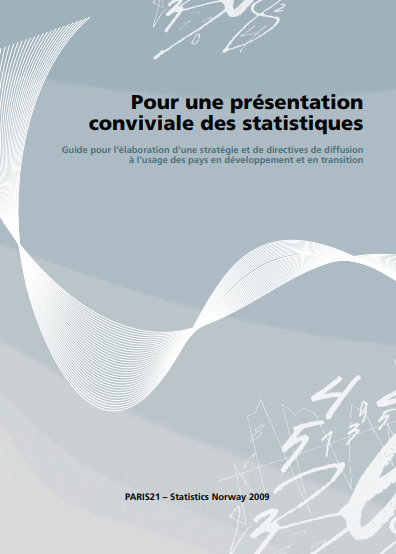 Pour une présentation
conviviale des statistiques
Guide pour l'élaboration d'une stratégie et de directives de diffusion
à l'usage des pays en développement et en transition
PARIS21 – Statistics Norway 2009